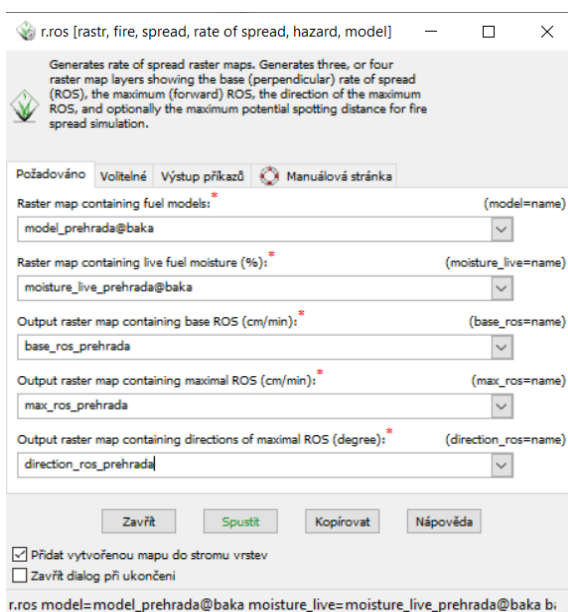 r.ros [rastr, fire, spread, rate of spread, hazard, model]
Generates rate of spread raster maps. Generates three, or four
raster map layers showing the base (perpendicular) rate of spread
(ROS), the maximum (forward) ROS, the direction of the maximum
ROS, and optionally the maximum potential spotting distance for fire
spread simulation.
Požadováno Volitelné Výstup příkazů Manuálová stránka
Raster map containing fuel models:* (model=name)
model_prehrada@baka
Raster map containing live fuel moisture (%):* (moisture_live=name)
moisture_live_prehrada@baka
Output raster map containing base ROS (cm/min):* (base_ros=name)
base_ros_prehrada
Output raster map containing maximal ROS (cm/min):* (max_ros=name)
max_ros_prehrada
Output raster map containing directions of maximal ROS (degree):* (direction_ros=name)
direction_ros_prehrada
Zavřít Spustit Kopírovat Nápověda
Přidat vytvořenou mapu do stromu vrstev
Zavřít dialog při ukončeni
r.ros model=model_prehrada@baka moisture_live=moisture_live_prehrada@baka